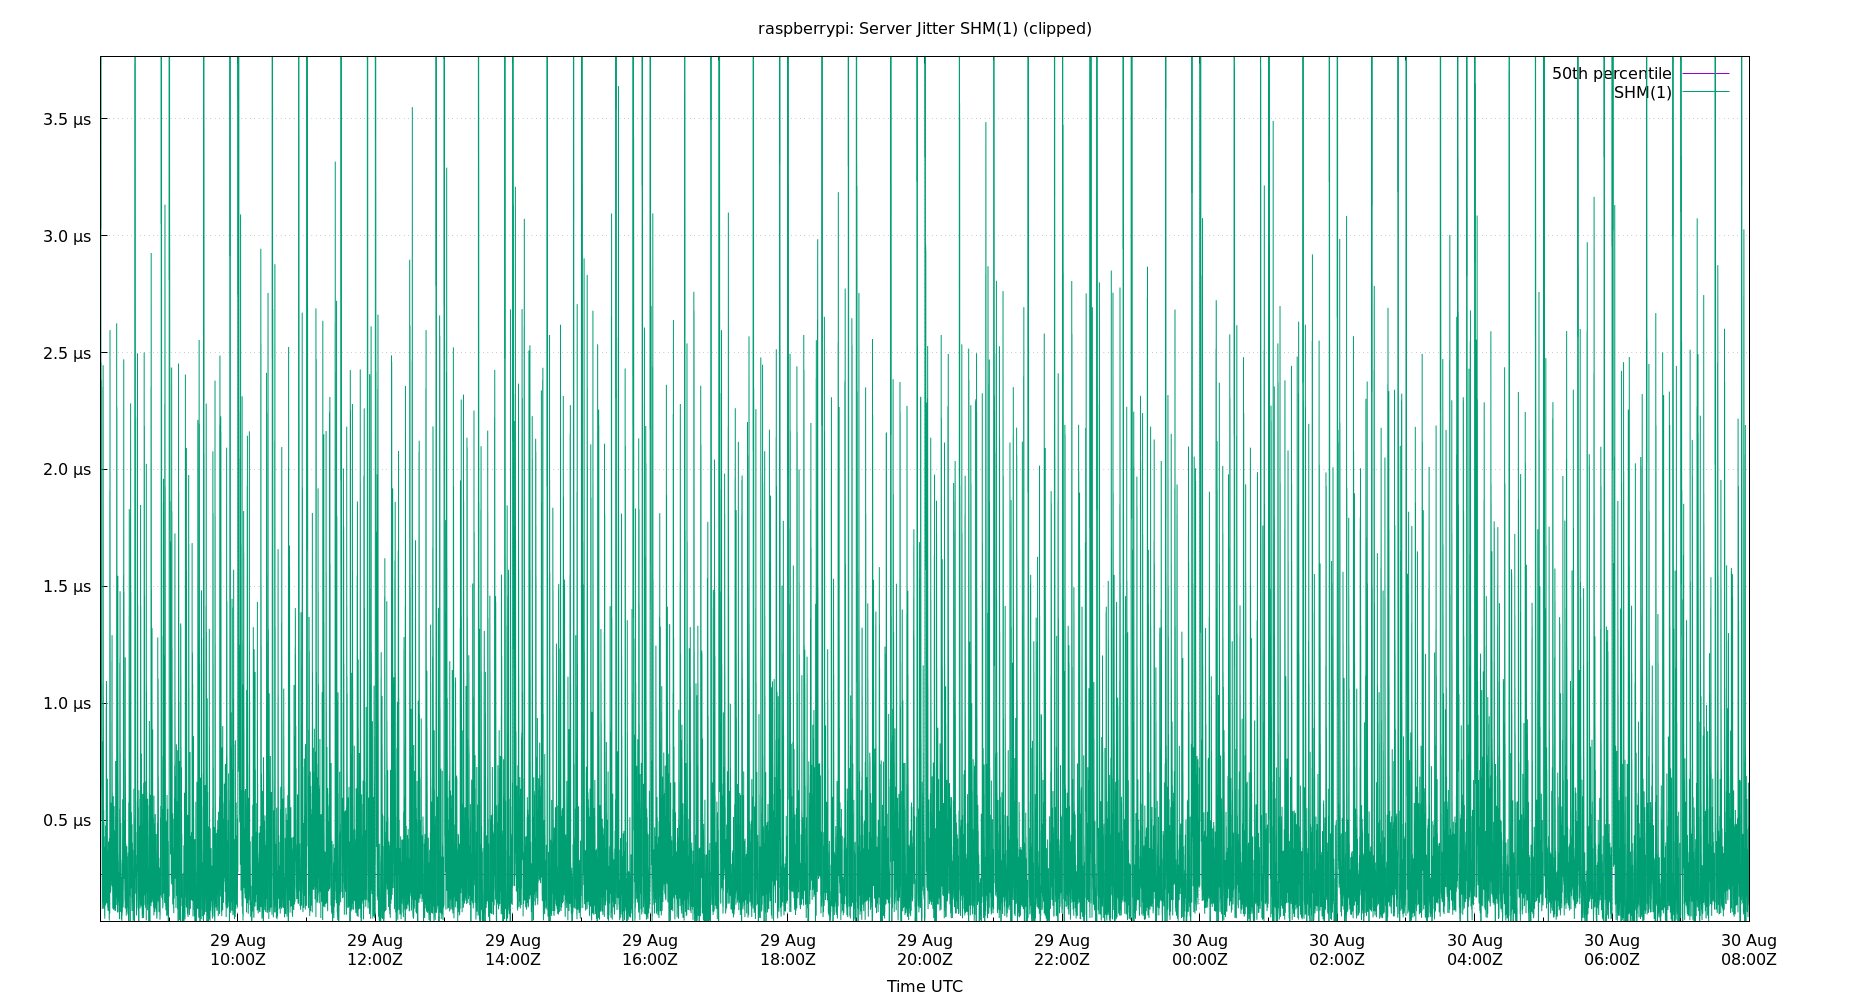 raspberrypi: Server Jitter SHM(1) (clipped)
50th percentile
SHM(1)
3.5 µs
3.0 µs
2.5 µs
2.0 µs
1.5 µs
1.0 µs
0.5 µs
29 Aug 29 Aug 29 Aug 29 Aug 29 Aug 29 Aug 29 Aug 30 Aug 30 Aug 30 Aug 30 Aug 30 Aug
10:00Z 12:00Z 14:00Z 16:00Z 18:00Z 20:00Z 22:00Z 00:00Z 02:00Z 04:00Z 06:00Z 08:00Z
Time UTC